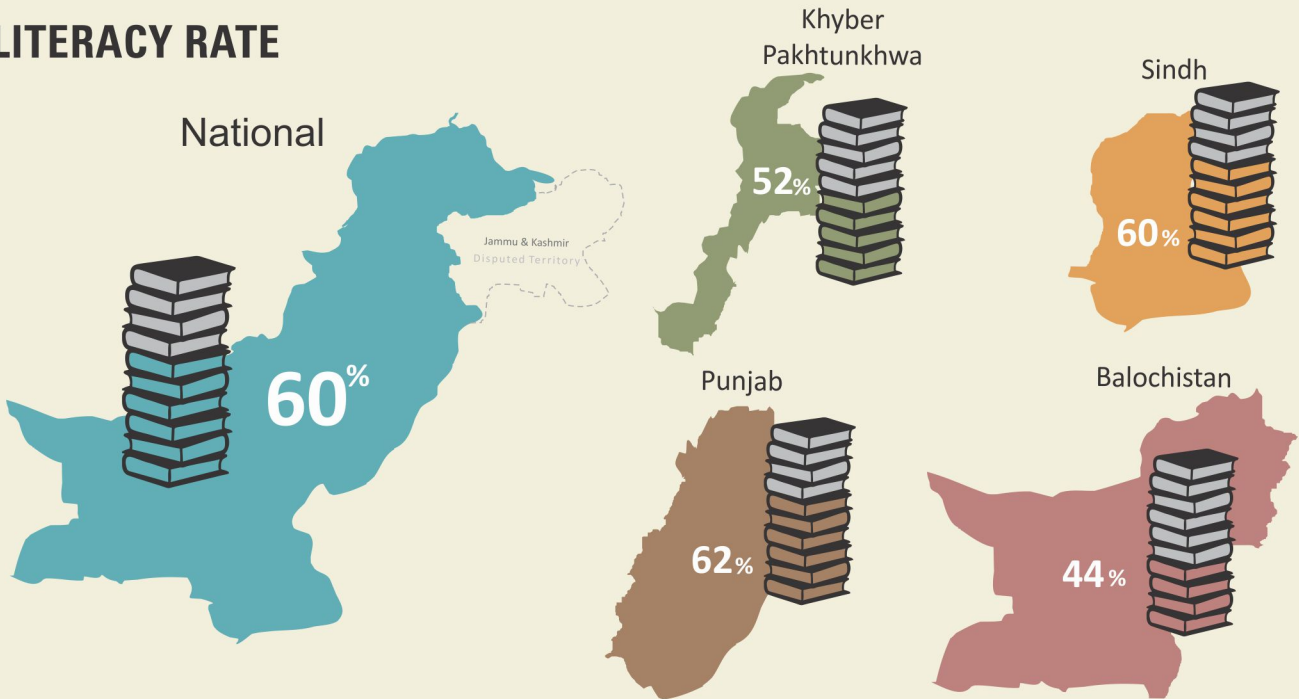 LITERACY RATE
National
60%
Jammu & Kashmir
Disputed Territory
Khyber
Pakhtunkhwa
52%
Sindh
60%
Punjab
62%
Balochistan
44%